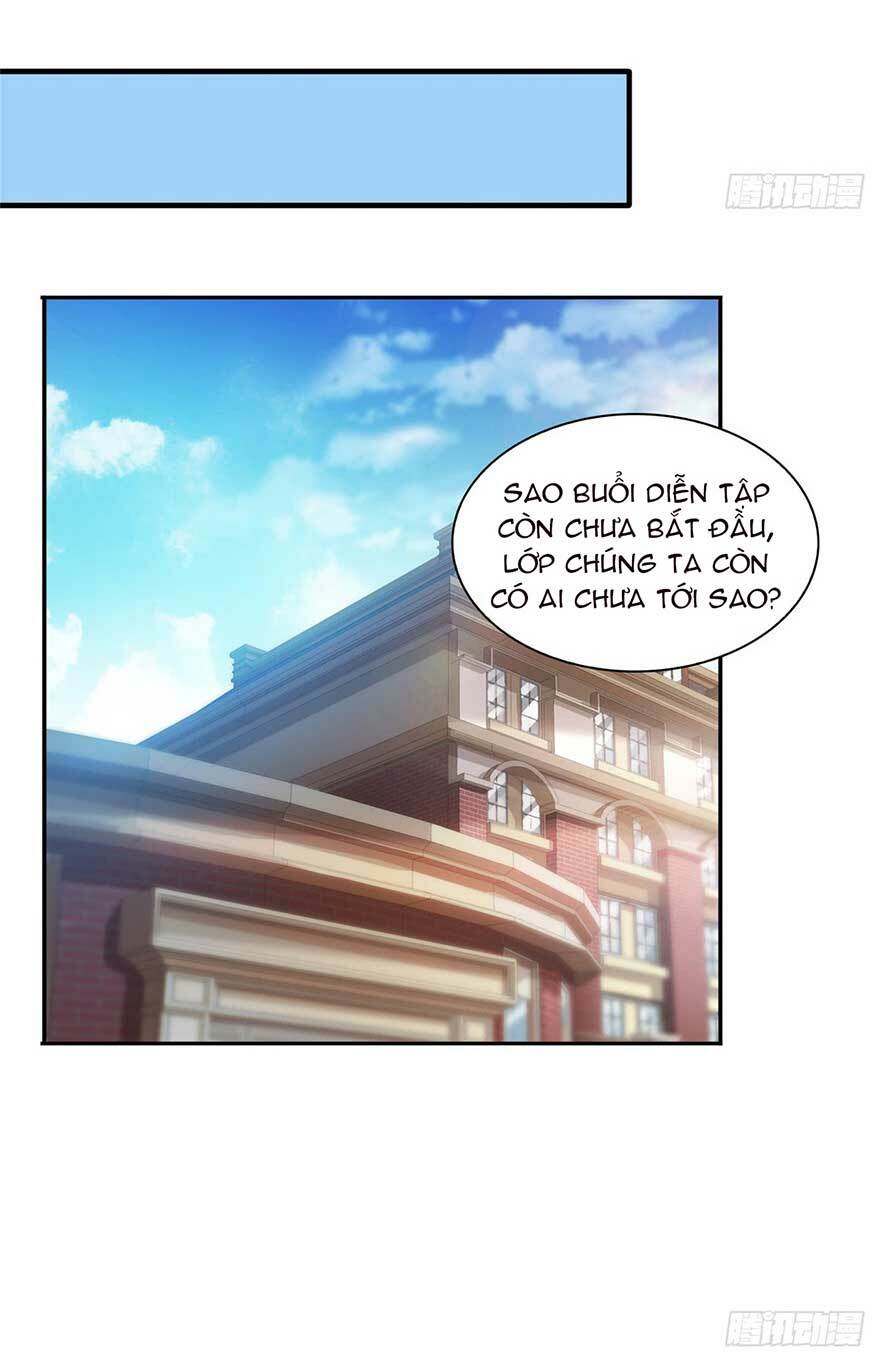 腾讯动漫
SAO BUỔI DIỄN TẬP
CÒN CHƯA BẮT ĐẦU,
LỚP CHÚNG TA CÒN
CÓ AI CHƯA TỚI SAO?
腾讯动漫